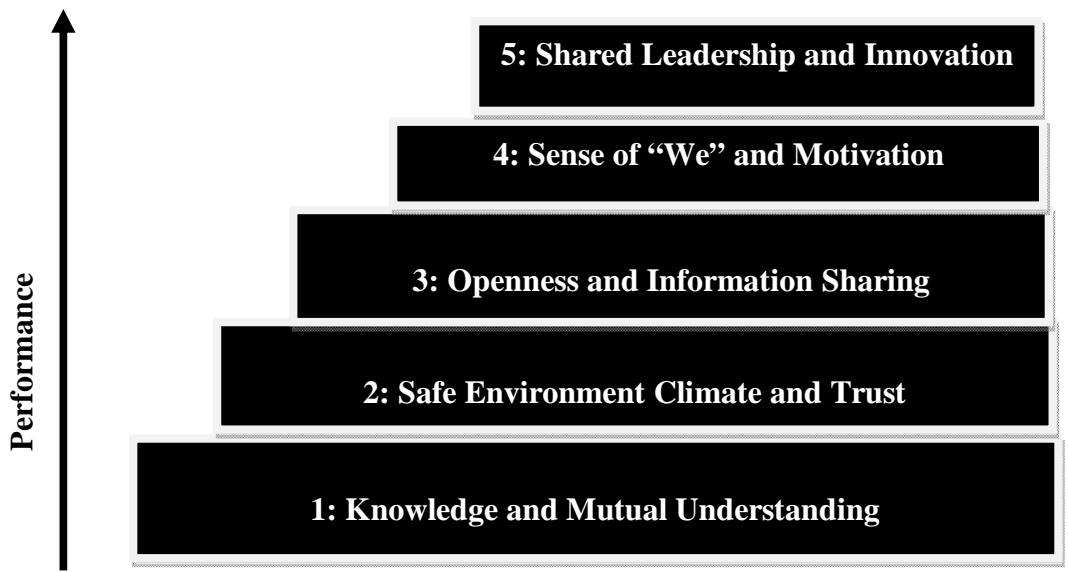 5: Shared Leadership and Innovation
4: Sense of “We” and Motivation
3: Openness and Information Sharing
2: Safe Environment Climate and Trust
1: Knowledge and Mutual Understanding
Performance